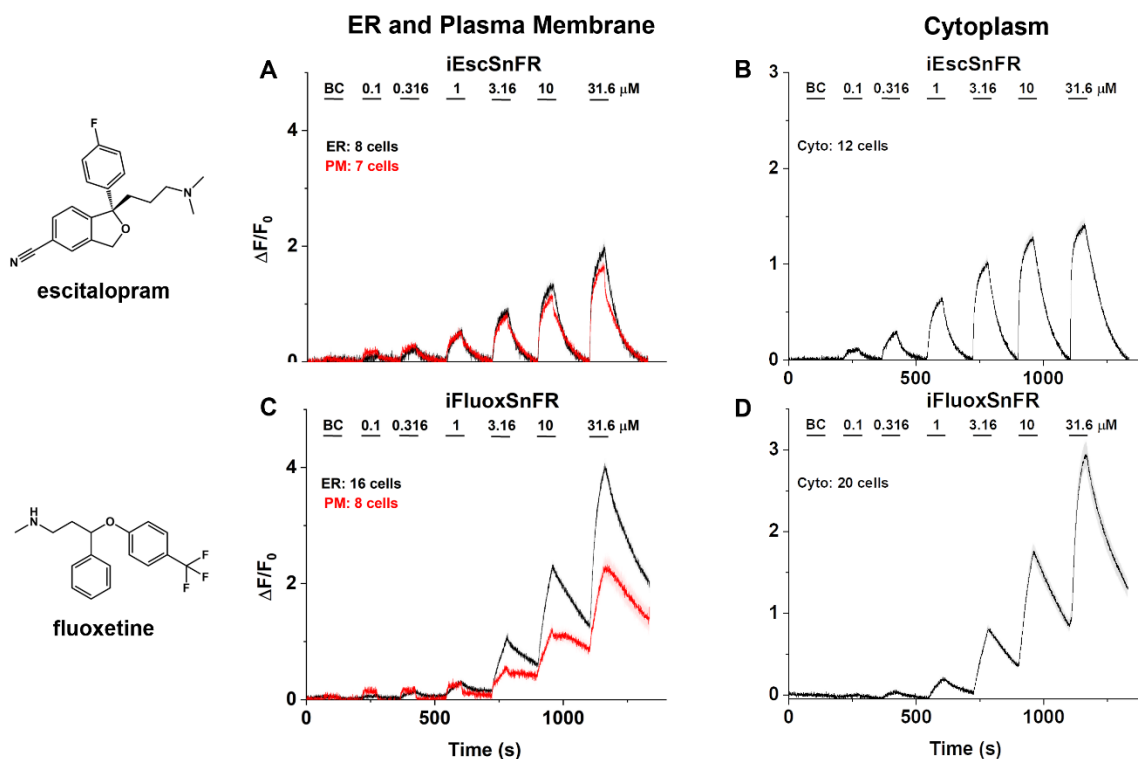 ER and Plasma Membrane
Cytoplasm
A
iEscSnFR
BC 0.1 0.316 1 3.16 10 31.6 μM
ER: 8 cells
PM: 7 cells
ΔF/F0
4
2
0
B
iEscSnFR
BC 0.1 0.316 1 3.16 10 31.6 μM
Cyto: 12 cells
3
2
1
0
0 500 1000
F
N
O
N
escitalopram
C
iFluoxSnFR
BC 0.1 0.316 1 3.16 10 31.6 μM
ER: 16 cells
PM: 8 cells
ΔF/F0
4
2
0
0 500 1000
Time (s)
D
iFluoxSnFR
BC 0.1 0.316 1 3.16 10 31.6 μM
Cyto: 20 cells
3
2
1
0
0 500 1000
Time (s)
H
N
O
F
F
F
fluoxetine